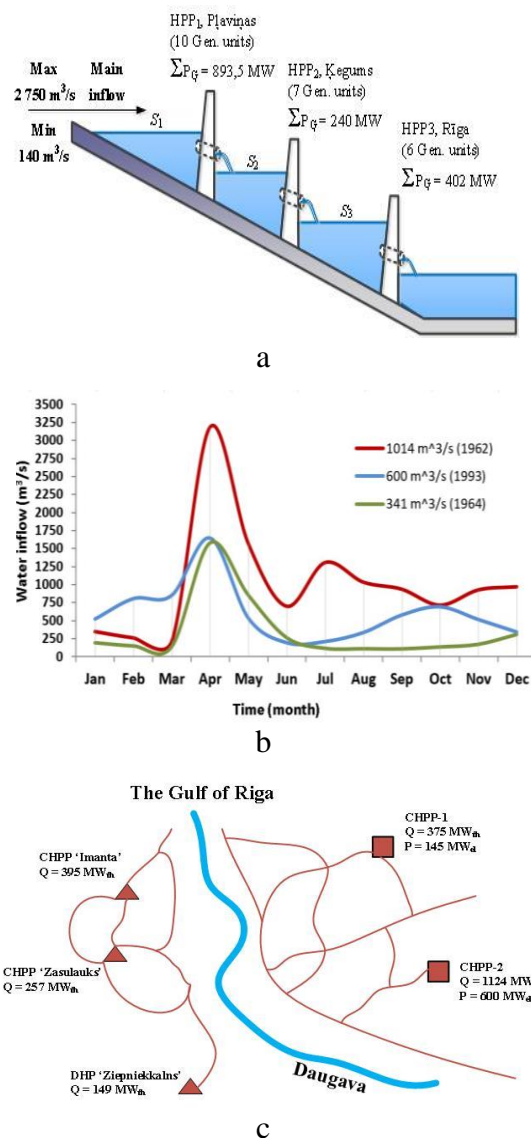 HPP₁, Pļaviņas
(10 Gen. units)
∑P_G = 893,5 MW
HPP₂, Ķegums
(7 Gen. units)
∑P_G = 240 MW
HPP3, Rīga
(6 Gen. units)
∑P_G = 402 MW
Max Main
2 750 m³/s inflow
Min
140 m³/s
S₁
S₂
S₃
a
3500
3250
3000
2750
2500
2250
2000
1750
1500
1250
1000
750
500
250
0
Water inflow (m³/s)
1014 m^3/s (1962)
600 m^3/s (1993)
341 m^3/s (1964)
Jan Feb Mar Apr May Jun Jul Aug Sep Oct Nov Dec
Time (month)
b
The Gulf of Riga
CHPP 'Imanta'
Q = 395 MWth
CHPP 'Zasulauks'
Q = 257 MWth
DHP 'Ziepniekkalns'
Q = 149 MWth
CHPP-1
Q = 375 MWth
P = 145 MWel
CHPP-2
Q = 1124 MW
P = 600 MWel
Daugava
c